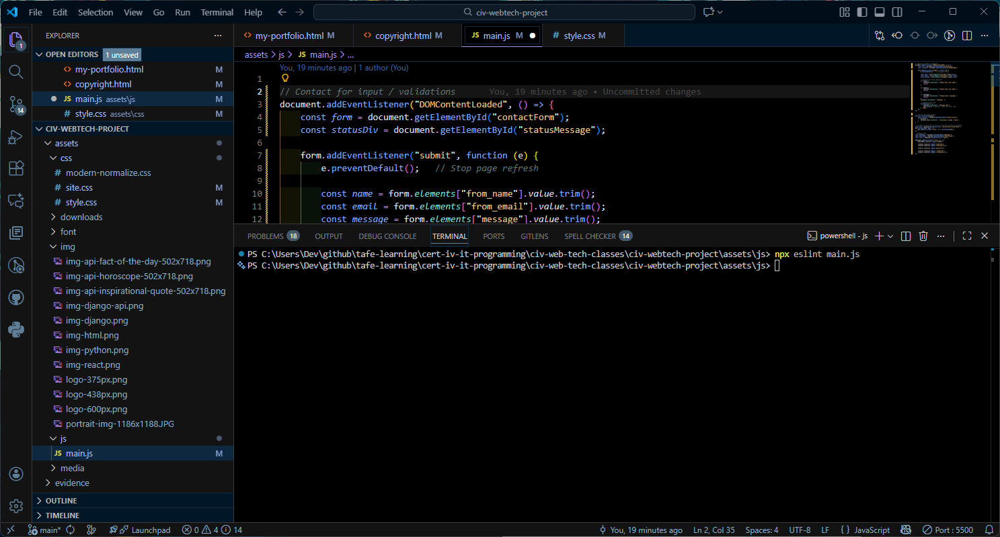 File Edit Selection View Go Run Terminal Help
civ-webtech-project
EXPLORER
OPEN EDITORS 1 unsaved
my-portfolio.html M
copyright.html M
main.js assets\js M
style.css assets\css M
CIV-WEBTECH-PROJECT
assets
css
modern-normalize.css
site.css M
style.css M
downloads
font
img
img-api-fact-of-the-day-502x718.png
img-api-horoscope-502x718.png
img-api-inspirational-quote-502x718.png
img-django-api.png
img-django.png
img-html.png
img-python.png
img-react.png
logo-375px.png
logo-438px.png
logo-600px.png
portrait-img-1186x1188.JPG
js
main.js M
media
evidence
OUTLINE
TIMELINE
1
14
my-portfolio.html M copyright.html M JS main.js M style.css M
assets > js > JS main.js > ...
You, 19 minutes ago | 1 author (You)
1
2 // Contact for input / validations You, 19 minutes ago • Uncommitted changes
3 document.addEventListener("DOMContentLoaded", () => {
4 const form = document.getElementById("contactForm");
5 const statusDiv = document.getElementById("statusMessage");
6
7 form.addEventListener("submit", function (e) {
8 e.preventDefault(); // Stop page refresh
9
10 const name = form.elements["from_name"].value.trim();
11 const email = form.elements["from_email"].value.trim();
12 const message = form.elements["message"].value.trim();
PROBLEMS 18 OUTPUT DEBUG CONSOLE TERMINAL PORTS GITLENS SPELL CHECKER 14 powershell - js
PS C:\Users\Dev\github\tafe-learning\cert-iv-it-programming\civ-web-tech-classes\civ-webtech-project\assets\js> npx eslint main.js
PS C:\Users\Dev\github\tafe-learning\cert-iv-it-programming\civ-web-tech-classes\civ-webtech-project\assets\js>
main* Launchpad 0 4 14 You, 19 minutes ago Ln 2, Col 35 Spaces: 4 UTF-8 LF { } JavaScript Port : 5500